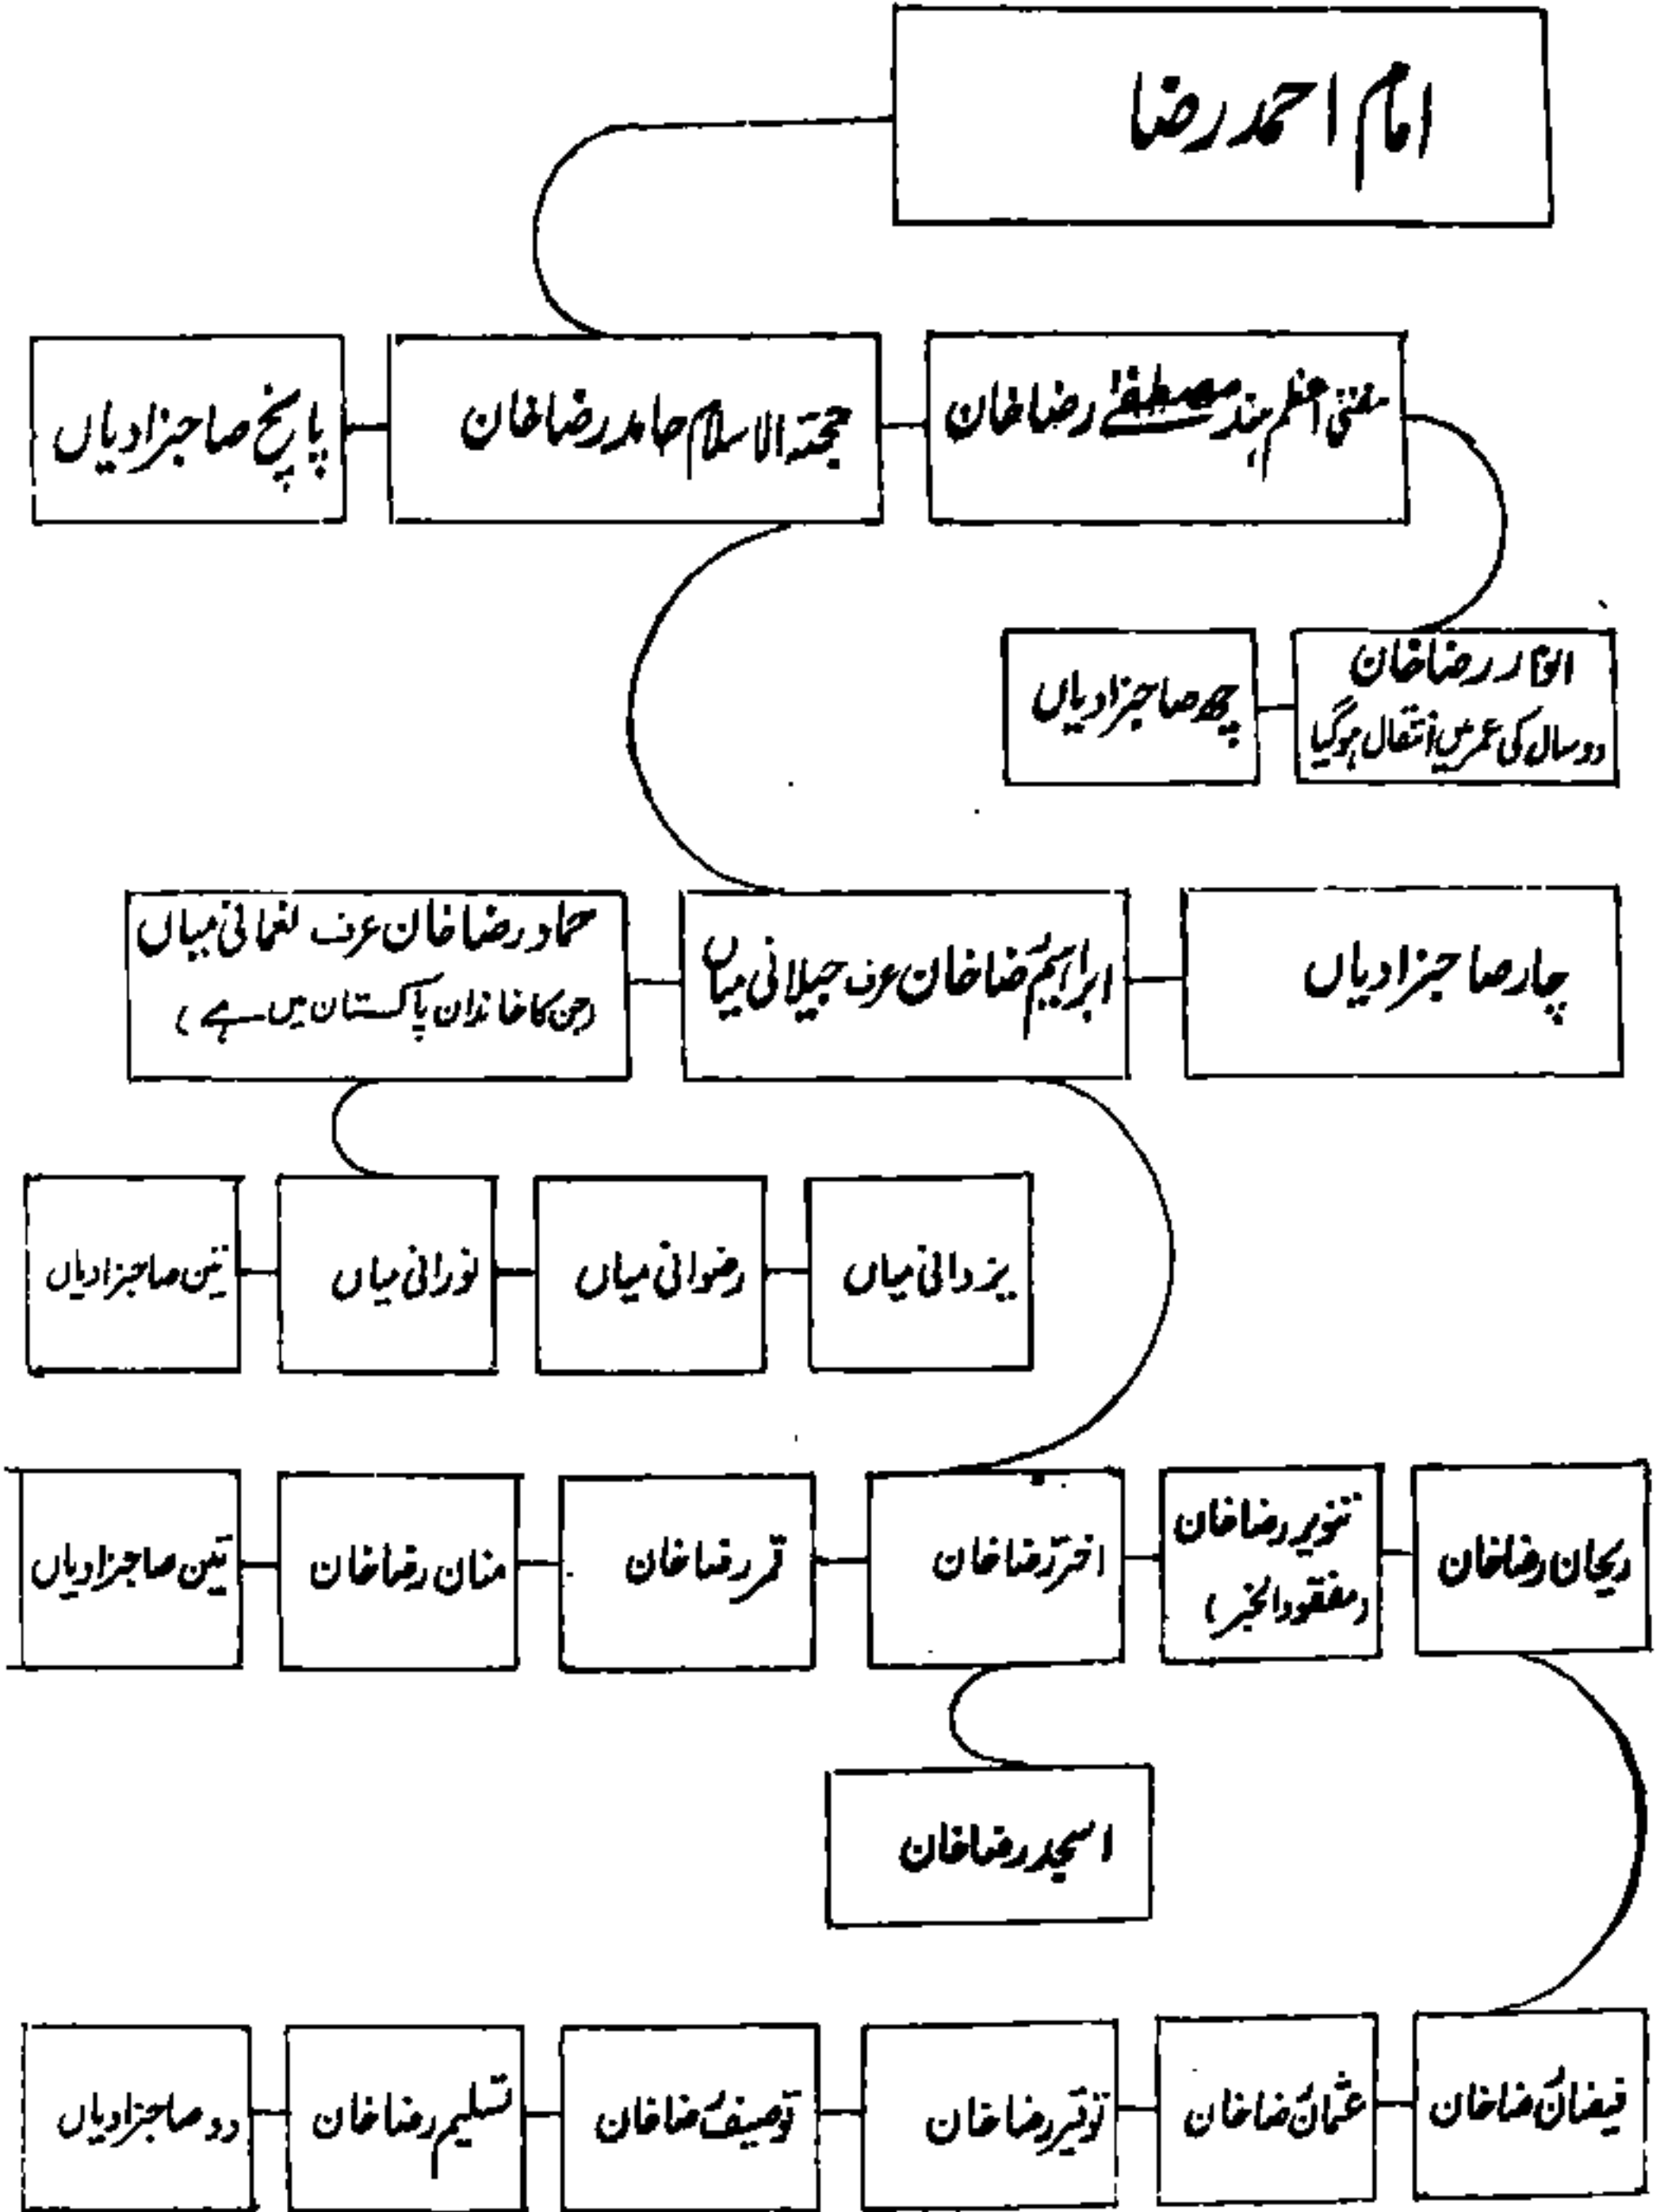 امام احمد رضا
مفتی اعظم ہند مصطفےٰ رضا خان
حجۃ الاسلام حامد رضا خان
پانچ صاحبزادیاں
انوار رضا خان
دو سال کی عمر میں انتقال ہو گیا
چھ صاحبزادیاں
چار صاحبزادیاں
ابراہیم رضا خان عرف جیلانی میاں
حماد رضا خان عرف نعمانی میاں
(جن کا خاندان پاکستان میں ہے)
یزدانی میاں
رضوانی میاں
نورانی میاں
تین صاحبزادیاں
ریحان رضا خان
تنویر رضا خان
(مفقود الخبر)
اختر رضا خان
قمر رضا خان
منان رضا خان
تین صاحبزادیاں
اسجد رضا خان
فیضان رضا خان
عثمان رضا خان
توقیر رضا خان
توصیف رضا خان
تسلیم رضا خان
دو صاحبزادیاں